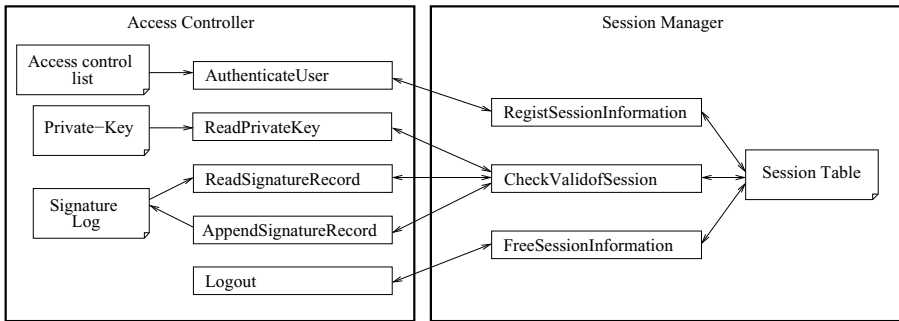 Access Controller
Session Manager
Access control
list
AuthenticateUser
RegistSessionInformation
Private-Key
ReadPrivateKey
ReadSignatureRecord
CheckValidofSession
Session Table
Signature
Log
AppendSignatureRecord
FreeSessionInformation
Logout